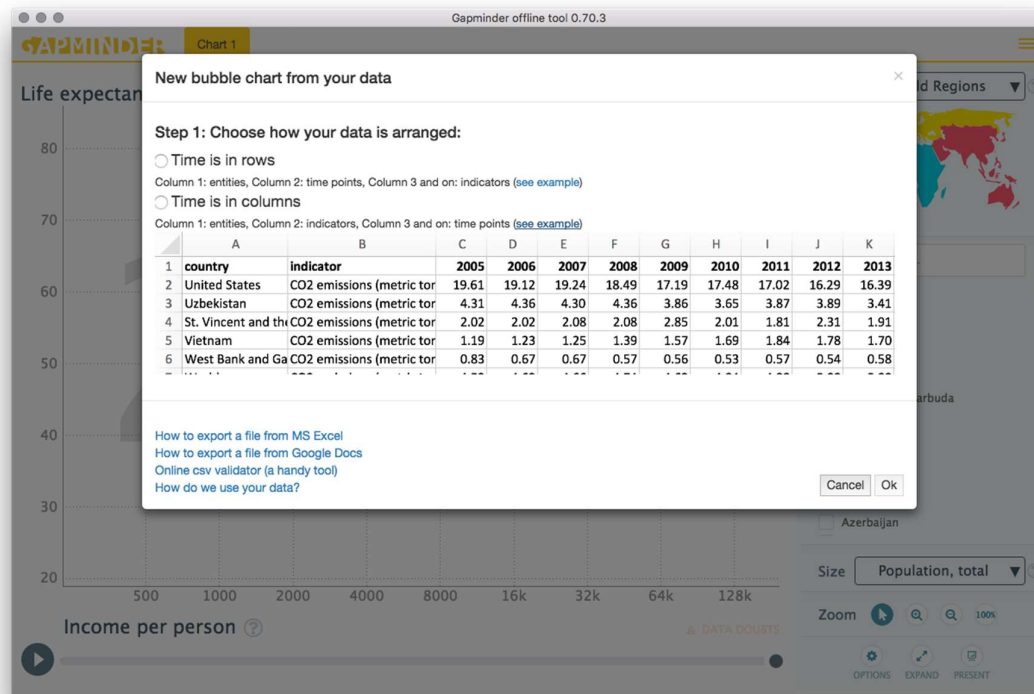 Gapminder offline tool 0.70.3
GAPMINDER Chart 1
New bubble chart from your data ×
Life expectan
ld Regions ▼
Step 1: Choose how your data is arranged:
Time is in rows
Column 1: entities, Column 2: time points, Column 3 and on: indicators (see example)
Time is in columns
Column 1: entities, Column 2: indicators, Column 3 and on: time points (see example)
A B C D E F G H I J K
1 country indicator 2005 2006 2007 2008 2009 2010 2011 2012 2013
2 United States CO2 emissions (metric tor 19.61 19.12 19.24 18.49 17.19 17.48 17.02 16.29 16.39
3 Uzbekistan CO2 emissions (metric tor 4.31 4.36 4.30 4.36 3.86 3.65 3.87 3.89 3.41
4 St. Vincent and the CO2 emissions (metric tor 2.02 2.02 2.08 2.08 2.85 2.01 1.81 2.31 1.91
5 Vietnam CO2 emissions (metric tor 1.19 1.23 1.25 1.39 1.57 1.69 1.84 1.78 1.70
6 West Bank and Ga CO2 emissions (metric tor 0.83 0.67 0.67 0.57 0.56 0.53 0.57 0.54 0.58
arbuda
How to export a file from MS Excel
How to export a file from Google Docs
Online csv validator (a handy tool)
How do we use your data?
Cancel Ok
80
70
60
50
40
30
20
Azerbaijan
Size Population, total ▼
500 1000 2000 4000 8000 16k 32k 64k 128k
Zoom 100%
Income per person ?
DATA DOUBTS
OPTIONS EXPAND PRESENT